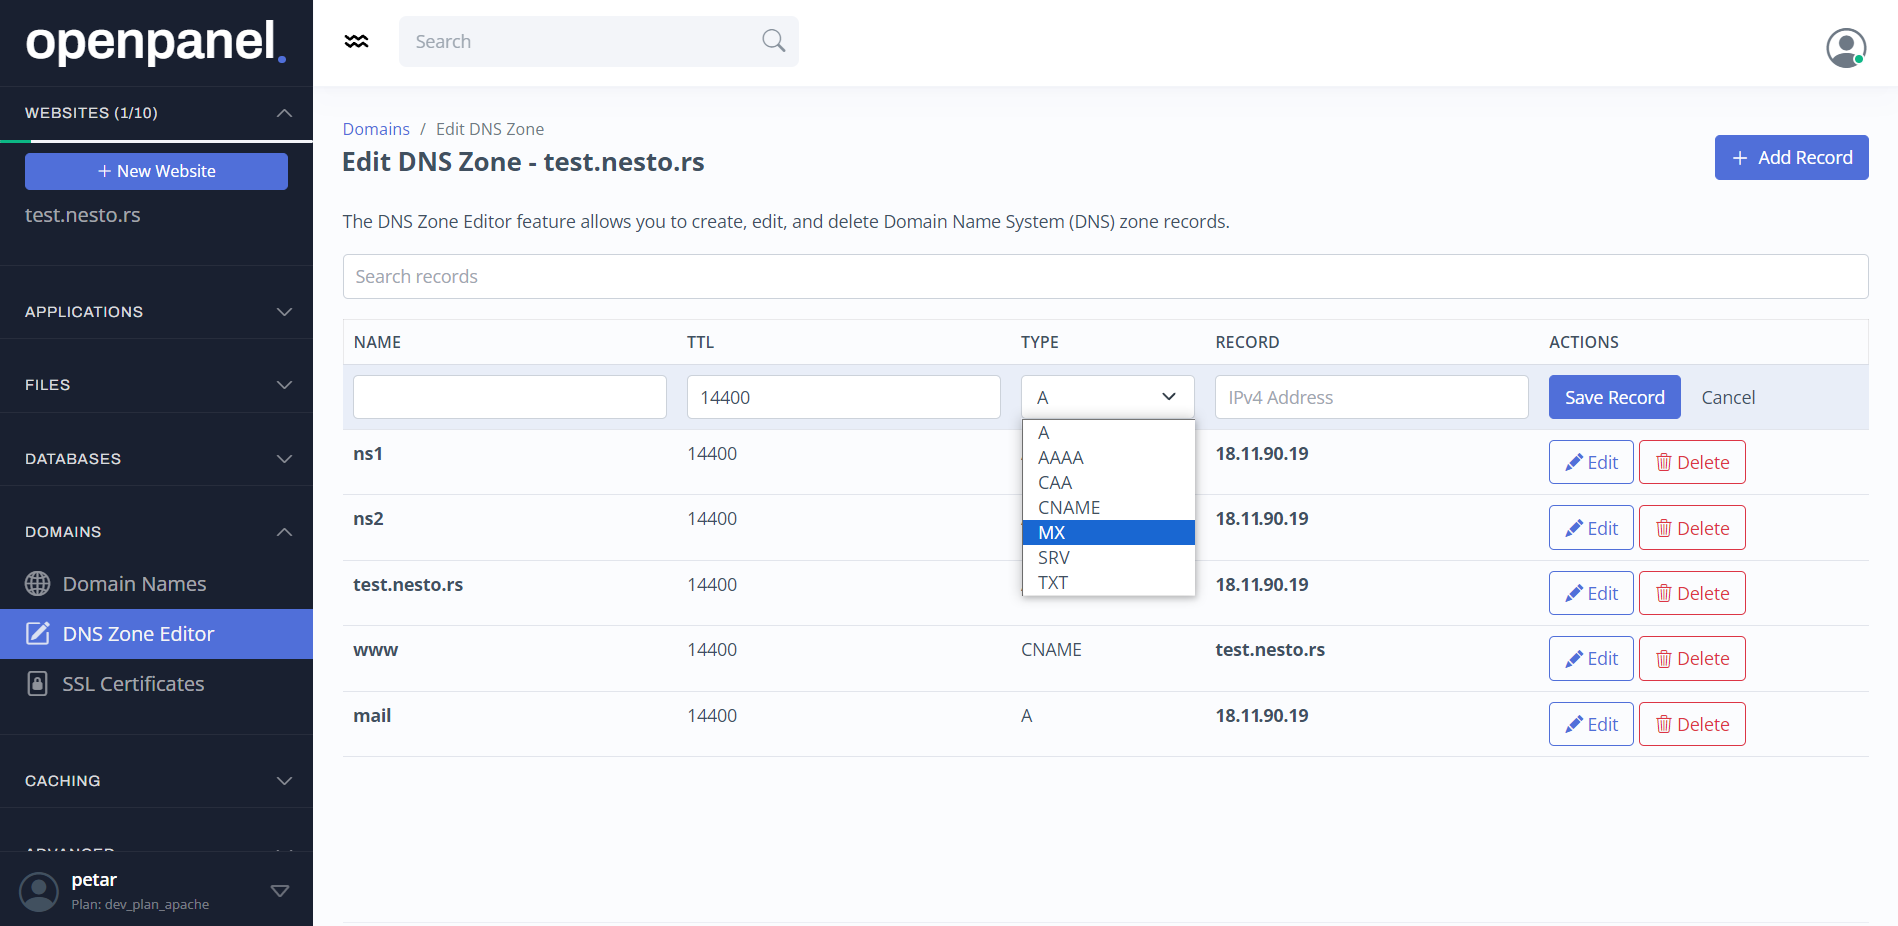 openpanel.
WEBSITES (1/10)
+ New Website
test.nesto.rs
APPLICATIONS
FILES
DATABASES
DOMAINS
Domain Names
DNS Zone Editor
SSL Certificates
CACHING
ADVANCED
petar
Plan: dev_plan_apache
Search
Domains / Edit DNS Zone
Edit DNS Zone - test.nesto.rs
+ Add Record
The DNS Zone Editor feature allows you to create, edit, and delete Domain Name System (DNS) zone records.
Search records
NAME TTL TYPE RECORD ACTIONS
14400 A IPv4 Address Save Record Cancel
A
AAAA
CAA
CNAME
MX
SRV
TXT
ns1 14400 18.11.90.19 Edit Delete
ns2 14400 18.11.90.19 Edit Delete
test.nesto.rs 14400 18.11.90.19 Edit Delete
www 14400 CNAME test.nesto.rs Edit Delete
mail 14400 A 18.11.90.19 Edit Delete